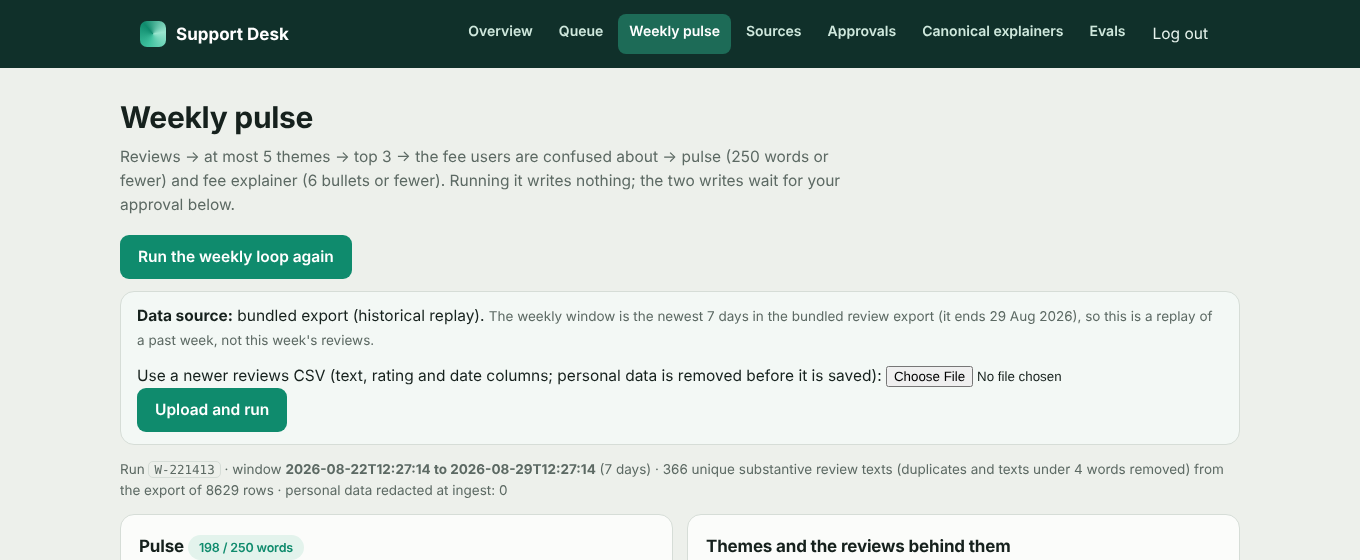 Support Desk
Overview
Queue
Weekly pulse
Sources
Approvals
Canonical explainers
Evals
Log out
Weekly pulse
Reviews → at most 5 themes → top 3 → the fee users are confused about → pulse (250 words or
fewer) and fee explainer (6 bullets or fewer). Running it writes nothing; the two writes wait for your
approval below.
Run the weekly loop again
Data source: bundled export (historical replay). The weekly window is the newest 7 days in the bundled review export (it ends 29 Aug 2026), so this is a replay of
a past week, not this week's reviews.
Use a newer reviews CSV (text, rating and date columns; personal data is removed before it is saved): Choose File No file chosen
Upload and run
Run W-221413 · window 2026-08-22T12:27:14 to 2026-08-29T12:27:14 (7 days) · 366 unique substantive review texts (duplicates and texts under 4 words removed) from
the export of 8629 rows · personal data redacted at ingest: 0
Pulse 198 / 250 words
Themes and the reviews behind them